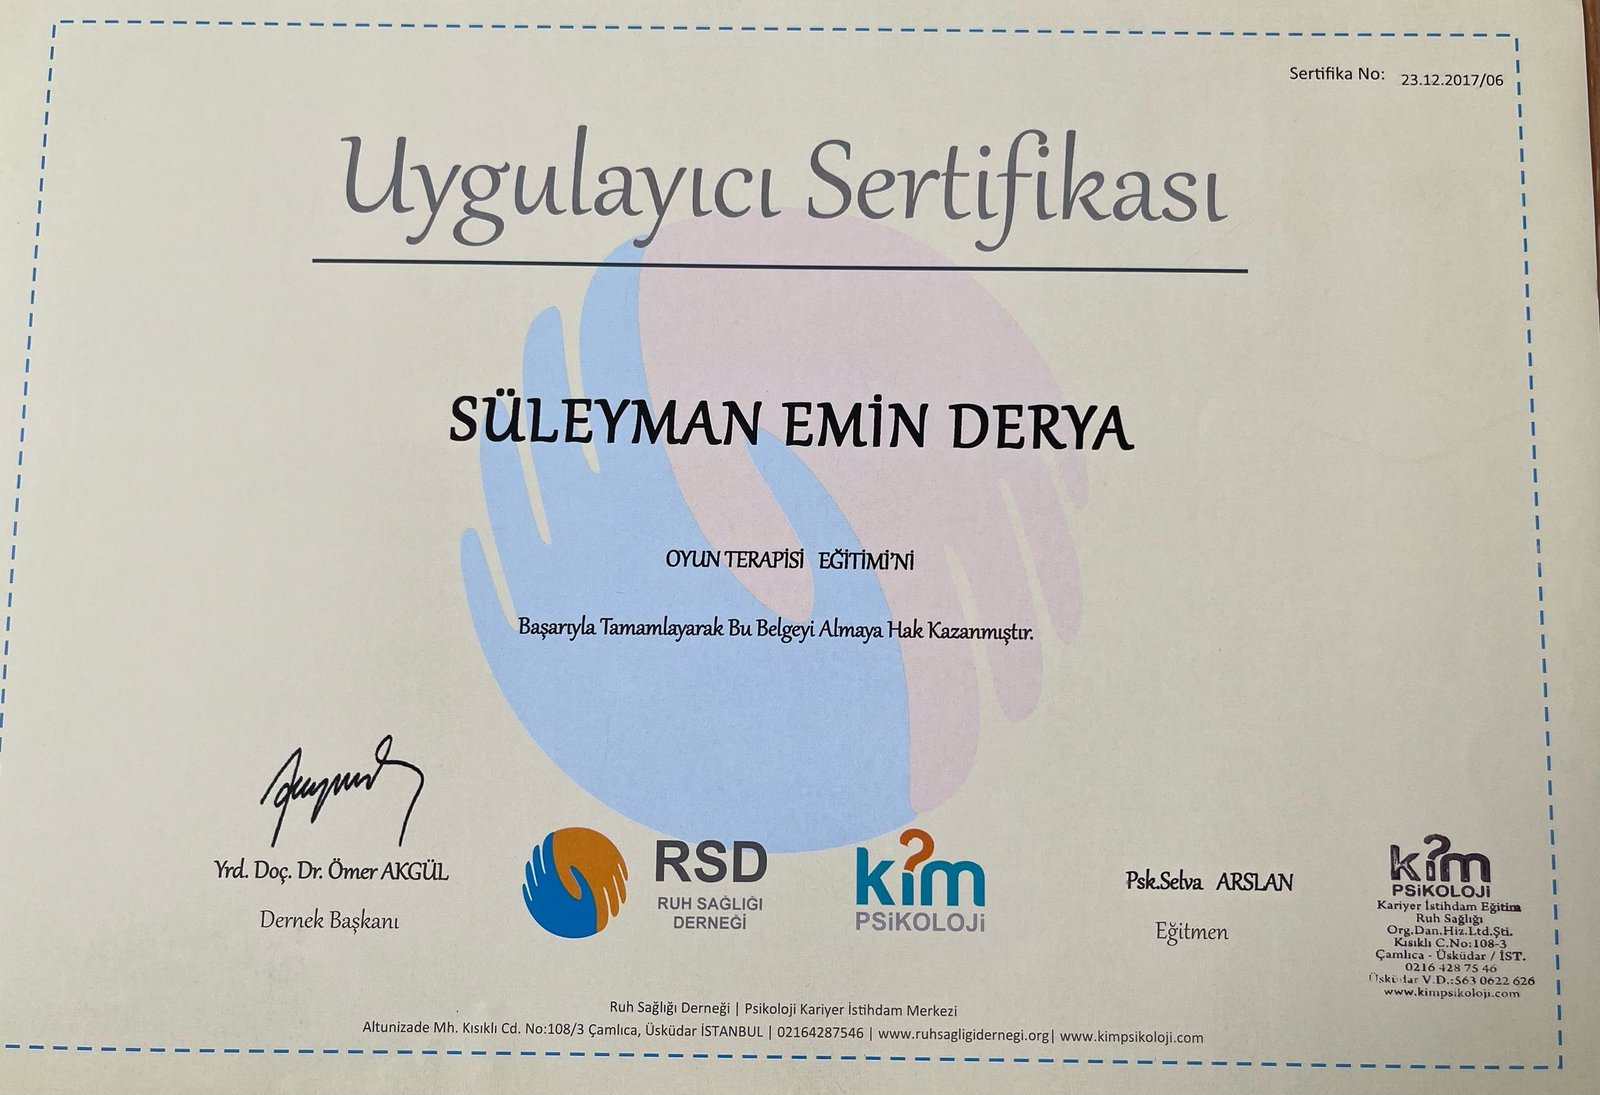 Sertifika No: 23.12.2017/06
Uygulayıcı Sertifikası
SÜLEYMAN EMİN DERYA
OYUN TERAPİSİ EĞİTİMİ'Nİ
Başarıyla Tamamlayarak Bu Belgeyi Almaya Hak Kazanmıştır.
Yrd. Doç. Dr. Ömer AKGÜL
Dernek Başkanı
RSD
RUH SAĞLIĞI
DERNEĞİ
kim
PSiKOLOJi
Psk.Selva ARSLAN
Eğitmen
kim
PSiKOLOJi
Kariyer İstihdam Eğitim
Ruh Sağlığı
Org.Dan.Hiz.Ltd.Şti.
Kısıklı C.No:108-3
Çamlıca - Üsküdar / İST.
0216 428 75 46
Üsküdar V.D.:563 0622 626
www.kimpsikoloji.com
Ruh Sağlığı Derneği | Psikoloji Kariyer İstihdam Merkezi
Altunizade Mh. Kısıklı Cd. No:108/3 Çamlıca, Üsküdar İSTANBUL | 02164287546 | www.ruhsagligidernegi.org| www.kimpsikoloji.com